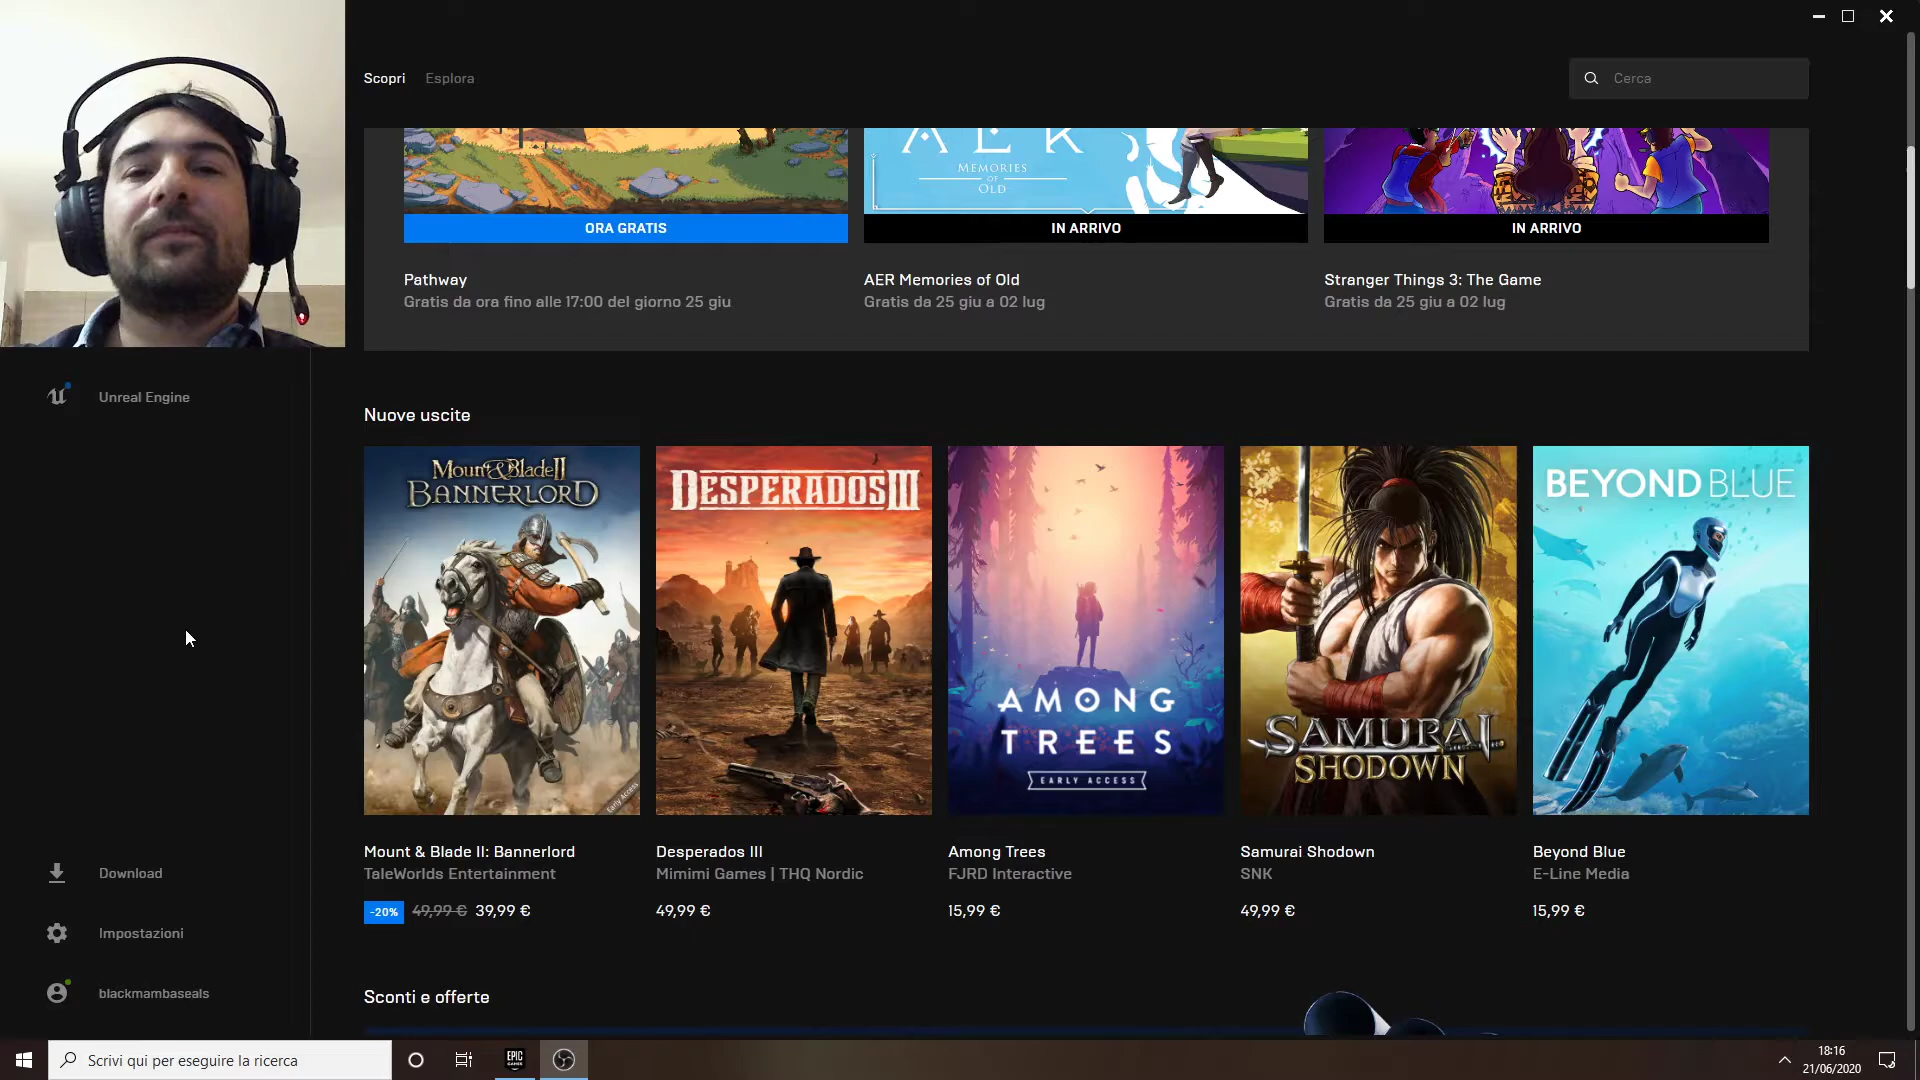 Scopri
Esplora
Cerca
AER
MEMORIES
OF
OLD
ORA GRATIS
IN ARRIVO
IN ARRIVO
Pathway
Gratis da ora fino alle 17:00 del giorno 25 giu
AER Memories of Old
Gratis da 25 giu a 02 lug
Stranger Things 3: The Game
Gratis da 25 giu a 02 lug
Unreal Engine
Nuove uscite
Mount & Blade II
BANNERLORD
Early Access
DESPERADOS III
AMONG
TREES
EARLY ACCESS
SAMURAI
SHODOWN
BEYOND BLUE
Mount & Blade II: Bannerlord
TaleWorlds Entertainment
-20% 49,99 € 39,99 €
Desperados III
Mimimi Games | THQ Nordic
49,99 €
Among Trees
FJRD Interactive
15,99 €
Samurai Shodown
SNK
49,99 €
Beyond Blue
E-Line Media
15,99 €
Download
Impostazioni
blackmambaseals
Sconti e offerte
Scrivi qui per eseguire la ricerca
EPIC
GAMES
18:16
21/06/2020